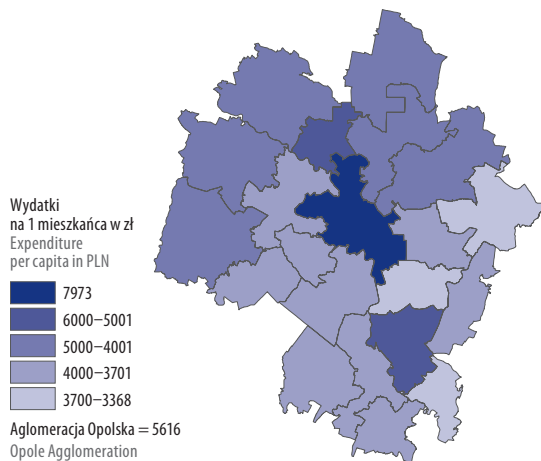 Wydatki
na 1 mieszkańca w zł
Expenditure
per capita in PLN
7973
6000–5001
5000–4001
4000–3701
3700–3368
Aglomeracja Opolska = 5616
Opole Agglomeration